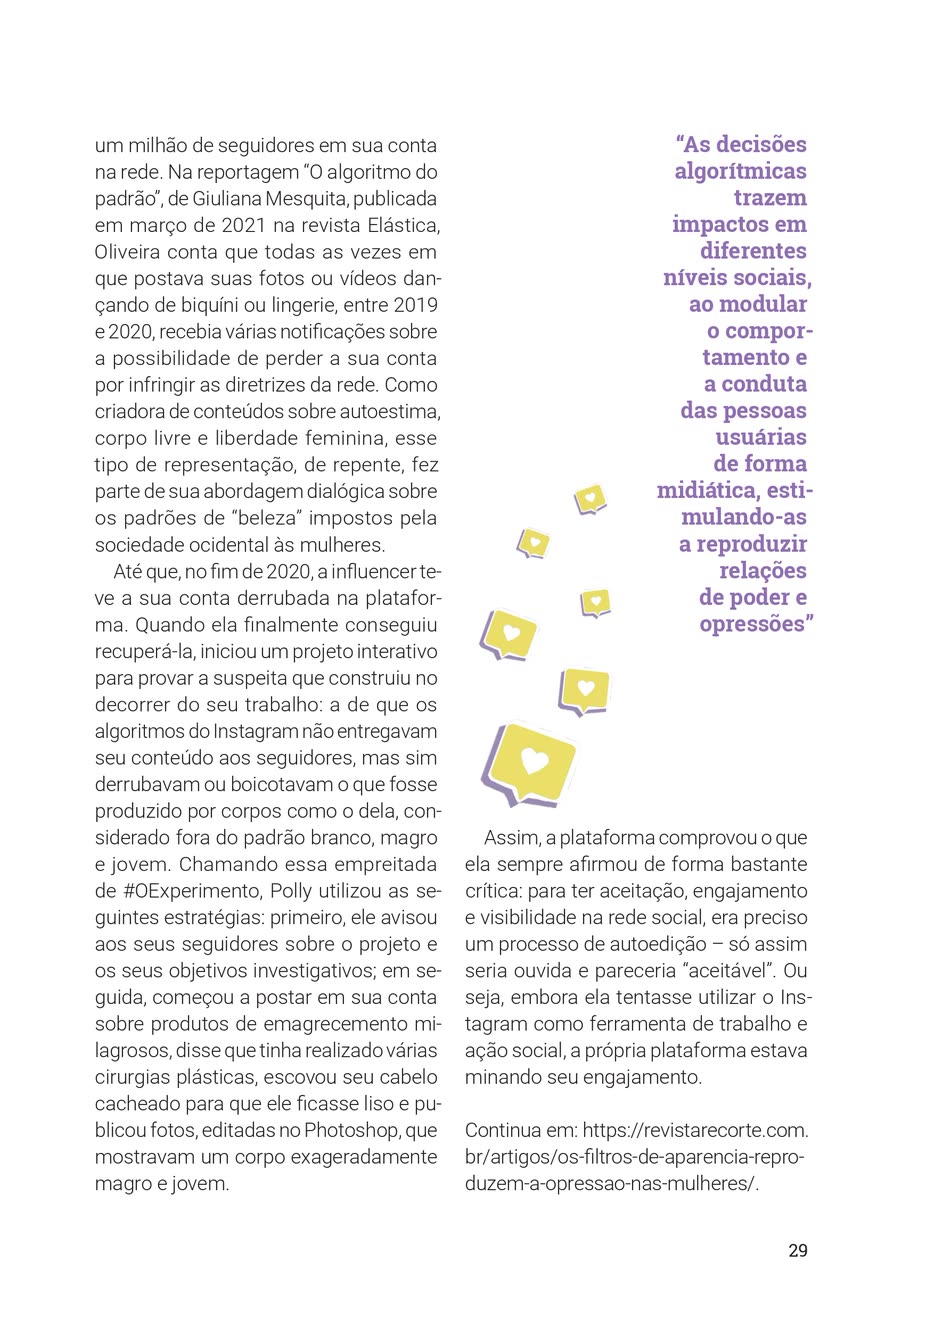 um milhão de seguidores em sua conta
na rede. Na reportagem “O algoritmo do
padrão”, de Giuliana Mesquita, publicada
em março de 2021 na revista Elástica,
Oliveira conta que todas as vezes em
que postava suas fotos ou vídeos dan-
çando de biquíni ou lingerie, entre 2019
e 2020, recebia várias notificações sobre
a possibilidade de perder a sua conta
por infringir as diretrizes da rede. Como
criadora de conteúdos sobre autoestima,
corpo livre e liberdade feminina, esse
tipo de representação, de repente, fez
parte de sua abordagem dialógica sobre
os padrões de “beleza” impostos pela
sociedade ocidental às mulheres.
Até que, no fim de 2020, a influencer te-
ve a sua conta derrubada na platafor-
ma. Quando ela finalmente conseguiu
recuperá-la, iniciou um projeto interativo
para provar a suspeita que construiu no
decorrer do seu trabalho: a de que os
algoritmos do Instagram não entregavam
seu conteúdo aos seguidores, mas sim
derrubavam ou boicotavam o que fosse
produzido por corpos como o dela, con-
siderado fora do padrão branco, magro
e jovem. Chamando essa empreitada
de #OExperimento, Polly utilizou as se-
guintes estratégias: primeiro, ele avisou
aos seus seguidores sobre o projeto e
os seus objetivos investigativos; em se-
guida, começou a postar em sua conta
sobre produtos de emagrecemento mi-
lagrosos, disse que tinha realizado várias
cirurgias plásticas, escovou seu cabelo
cacheado para que ele ficasse liso e pu-
blicou fotos, editadas no Photoshop, que
mostravam um corpo exageradamente
magro e jovem.
“As decisões
algorítmicas
trazem
impactos em
diferentes
níveis sociais,
ao modular
o compor-
tamento e
a conduta
das pessoas
usuárias
de forma
midiática, esti-
mulando-as
a reproduzir
relações
de poder e
opressões”
Assim, a plataforma comprovou o que
ela sempre afirmou de forma bastante
crítica: para ter aceitação, engajamento
e visibilidade na rede social, era preciso
um processo de autoedição – só assim
seria ouvida e pareceria “aceitável”. Ou
seja, embora ela tentasse utilizar o Ins-
tagram como ferramenta de trabalho e
ação social, a própria plataforma estava
minando seu engajamento.
Continua em: https://revistarecorte.com.
br/artigos/os-filtros-de-aparencia-repro-
duzem-a-opressao-nas-mulheres/.
29